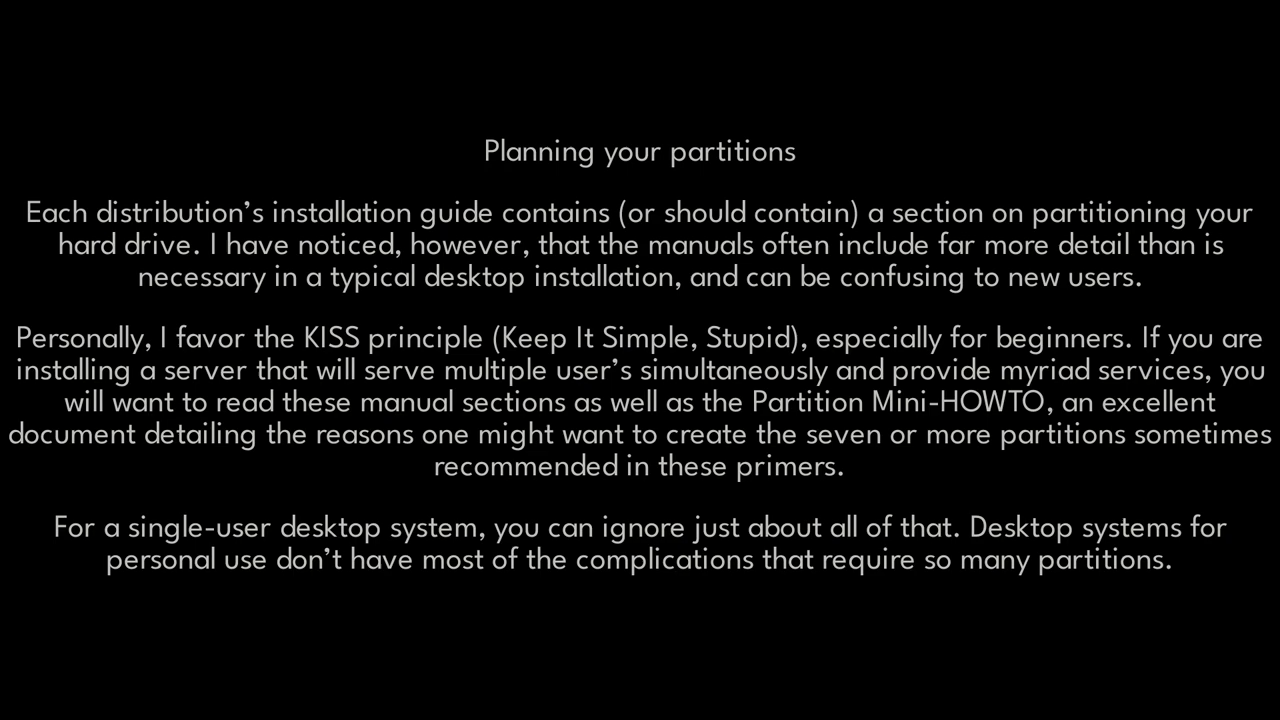 Planning your partitions
Each distribution’s installation guide contains (or should contain) a section on partitioning your
hard drive. I have noticed, however, that the manuals often include far more detail than is
necessary in a typical desktop installation, and can be confusing to new users.
Personally, I favor the KISS principle (Keep It Simple, Stupid), especially for beginners. If you are
installing a server that will serve multiple user’s simultaneously and provide myriad services, you
will want to read these manual sections as well as the Partition Mini-HOWTO, an excellent
document detailing the reasons one might want to create the seven or more partitions sometimes
recommended in these primers.
For a single-user desktop system, you can ignore just about all of that. Desktop systems for
personal use don’t have most of the complications that require so many partitions.